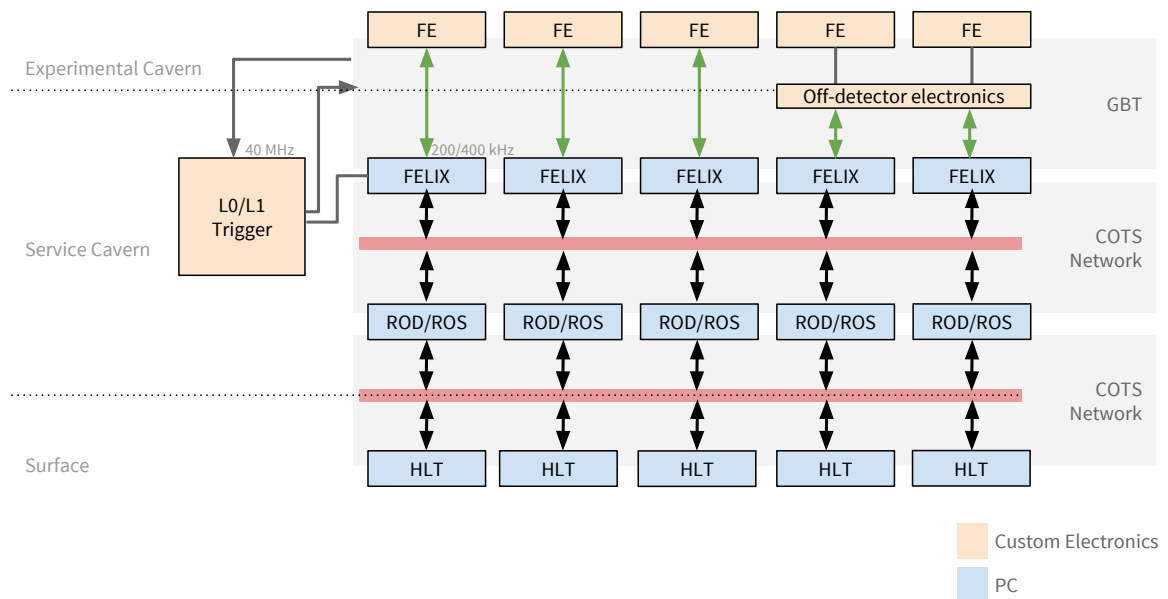 FE
FE
FE
FE
FE
Experimental Cavern
Off-detector electronics
GBT
40 MHz
200/400 kHz
FELIX
FELIX
FELIX
FELIX
FELIX
L0/L1
Trigger
Service Cavern
COTS
Network
ROD/ROS
ROD/ROS
ROD/ROS
ROD/ROS
ROD/ROS
COTS
Network
Surface
HLT
HLT
HLT
HLT
HLT
Custom Electronics
PC